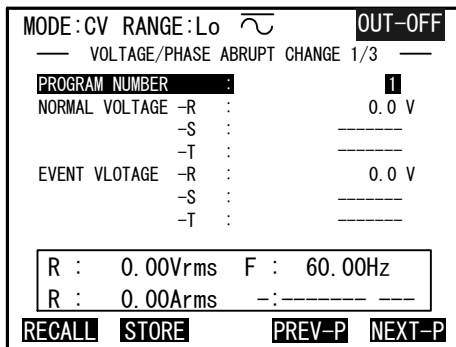 MODE:CV RANGE:Lo OUT-OFF
VOLTAGE/PHASE ABRUPT CHANGE 1/3
PROGRAM NUMBER : 1
NORMAL VOLTAGE -R : 0.0 V
-S : -------
-T : -------
EVENT VLOTAGE -R : 0.0 V
-S : -------
-T : -------
R : 0.00Vrms F : 60.00Hz
R : 0.00Arms -:------- ---
RECALL STORE PREV-P NEXT-P